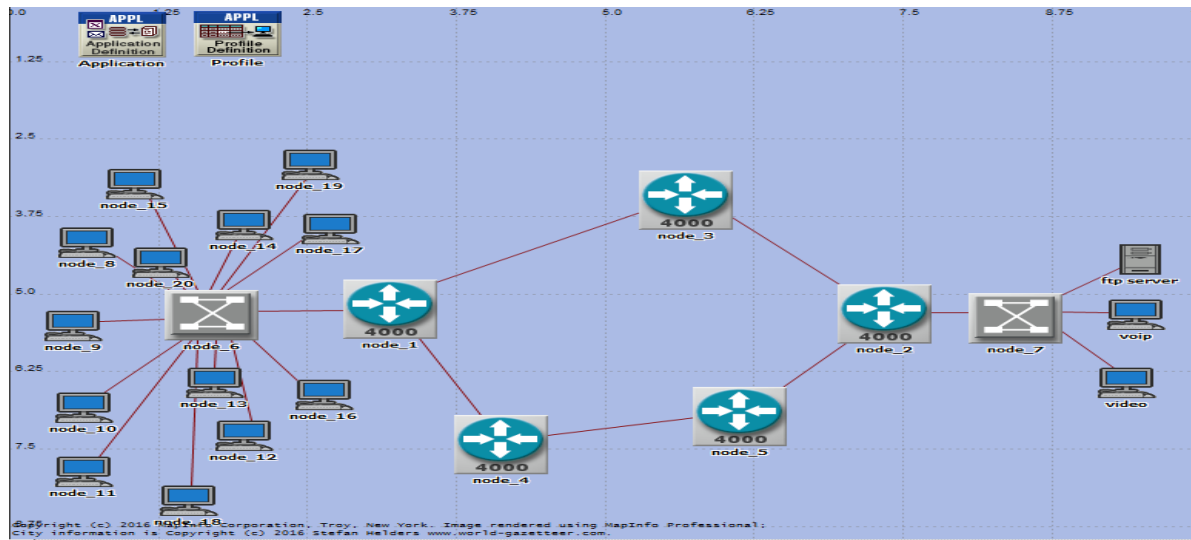 0.0 1.25 2.5 3.75 5.0 6.25 7.5 8.75
APPL APPL
Application Profile
Definition Definition
Application Profile
1.25
2.5
node_19
node_15
3.75
4000
node_14 node_17 node_3
node_8
node_20 ftp server
5.0
4000 4000 voip
node_9 node_6 node_1 node_2 node_7
6.25
node_13 node_16 video
node_10
4000
7.5
node_12 node_5
node_11 4000
node_4
8.75 node_18
Copyright (c) 2016 MapInfo Corporation, Troy, New York. Image rendered using MapInfo Professional;
City information is Copyright (c) 2016 Stefan Helders www.world-gazetteer.com.